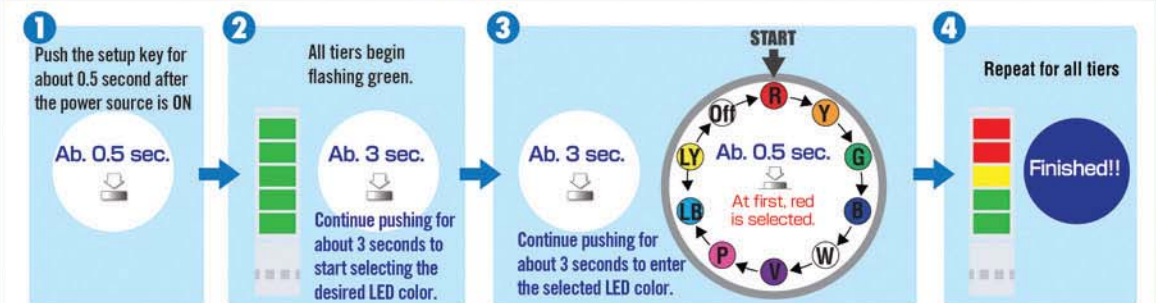 1
Push the setup key for
about 0.5 second after
the power source is ON
Ab. 0.5 sec.
2
All tiers begin
flashing green.
Ab. 3 sec.
Continue pushing for
about 3 seconds to
start selecting the
desired LED color.
3
Ab. 3 sec.
Continue pushing for
about 3 seconds to enter
the selected LED color.
START
R
Y
G
B
W
V
P
LB
LY
Off
Ab. 0.5 sec.
At first, red
is selected.
4
Repeat for all tiers
Finished!!